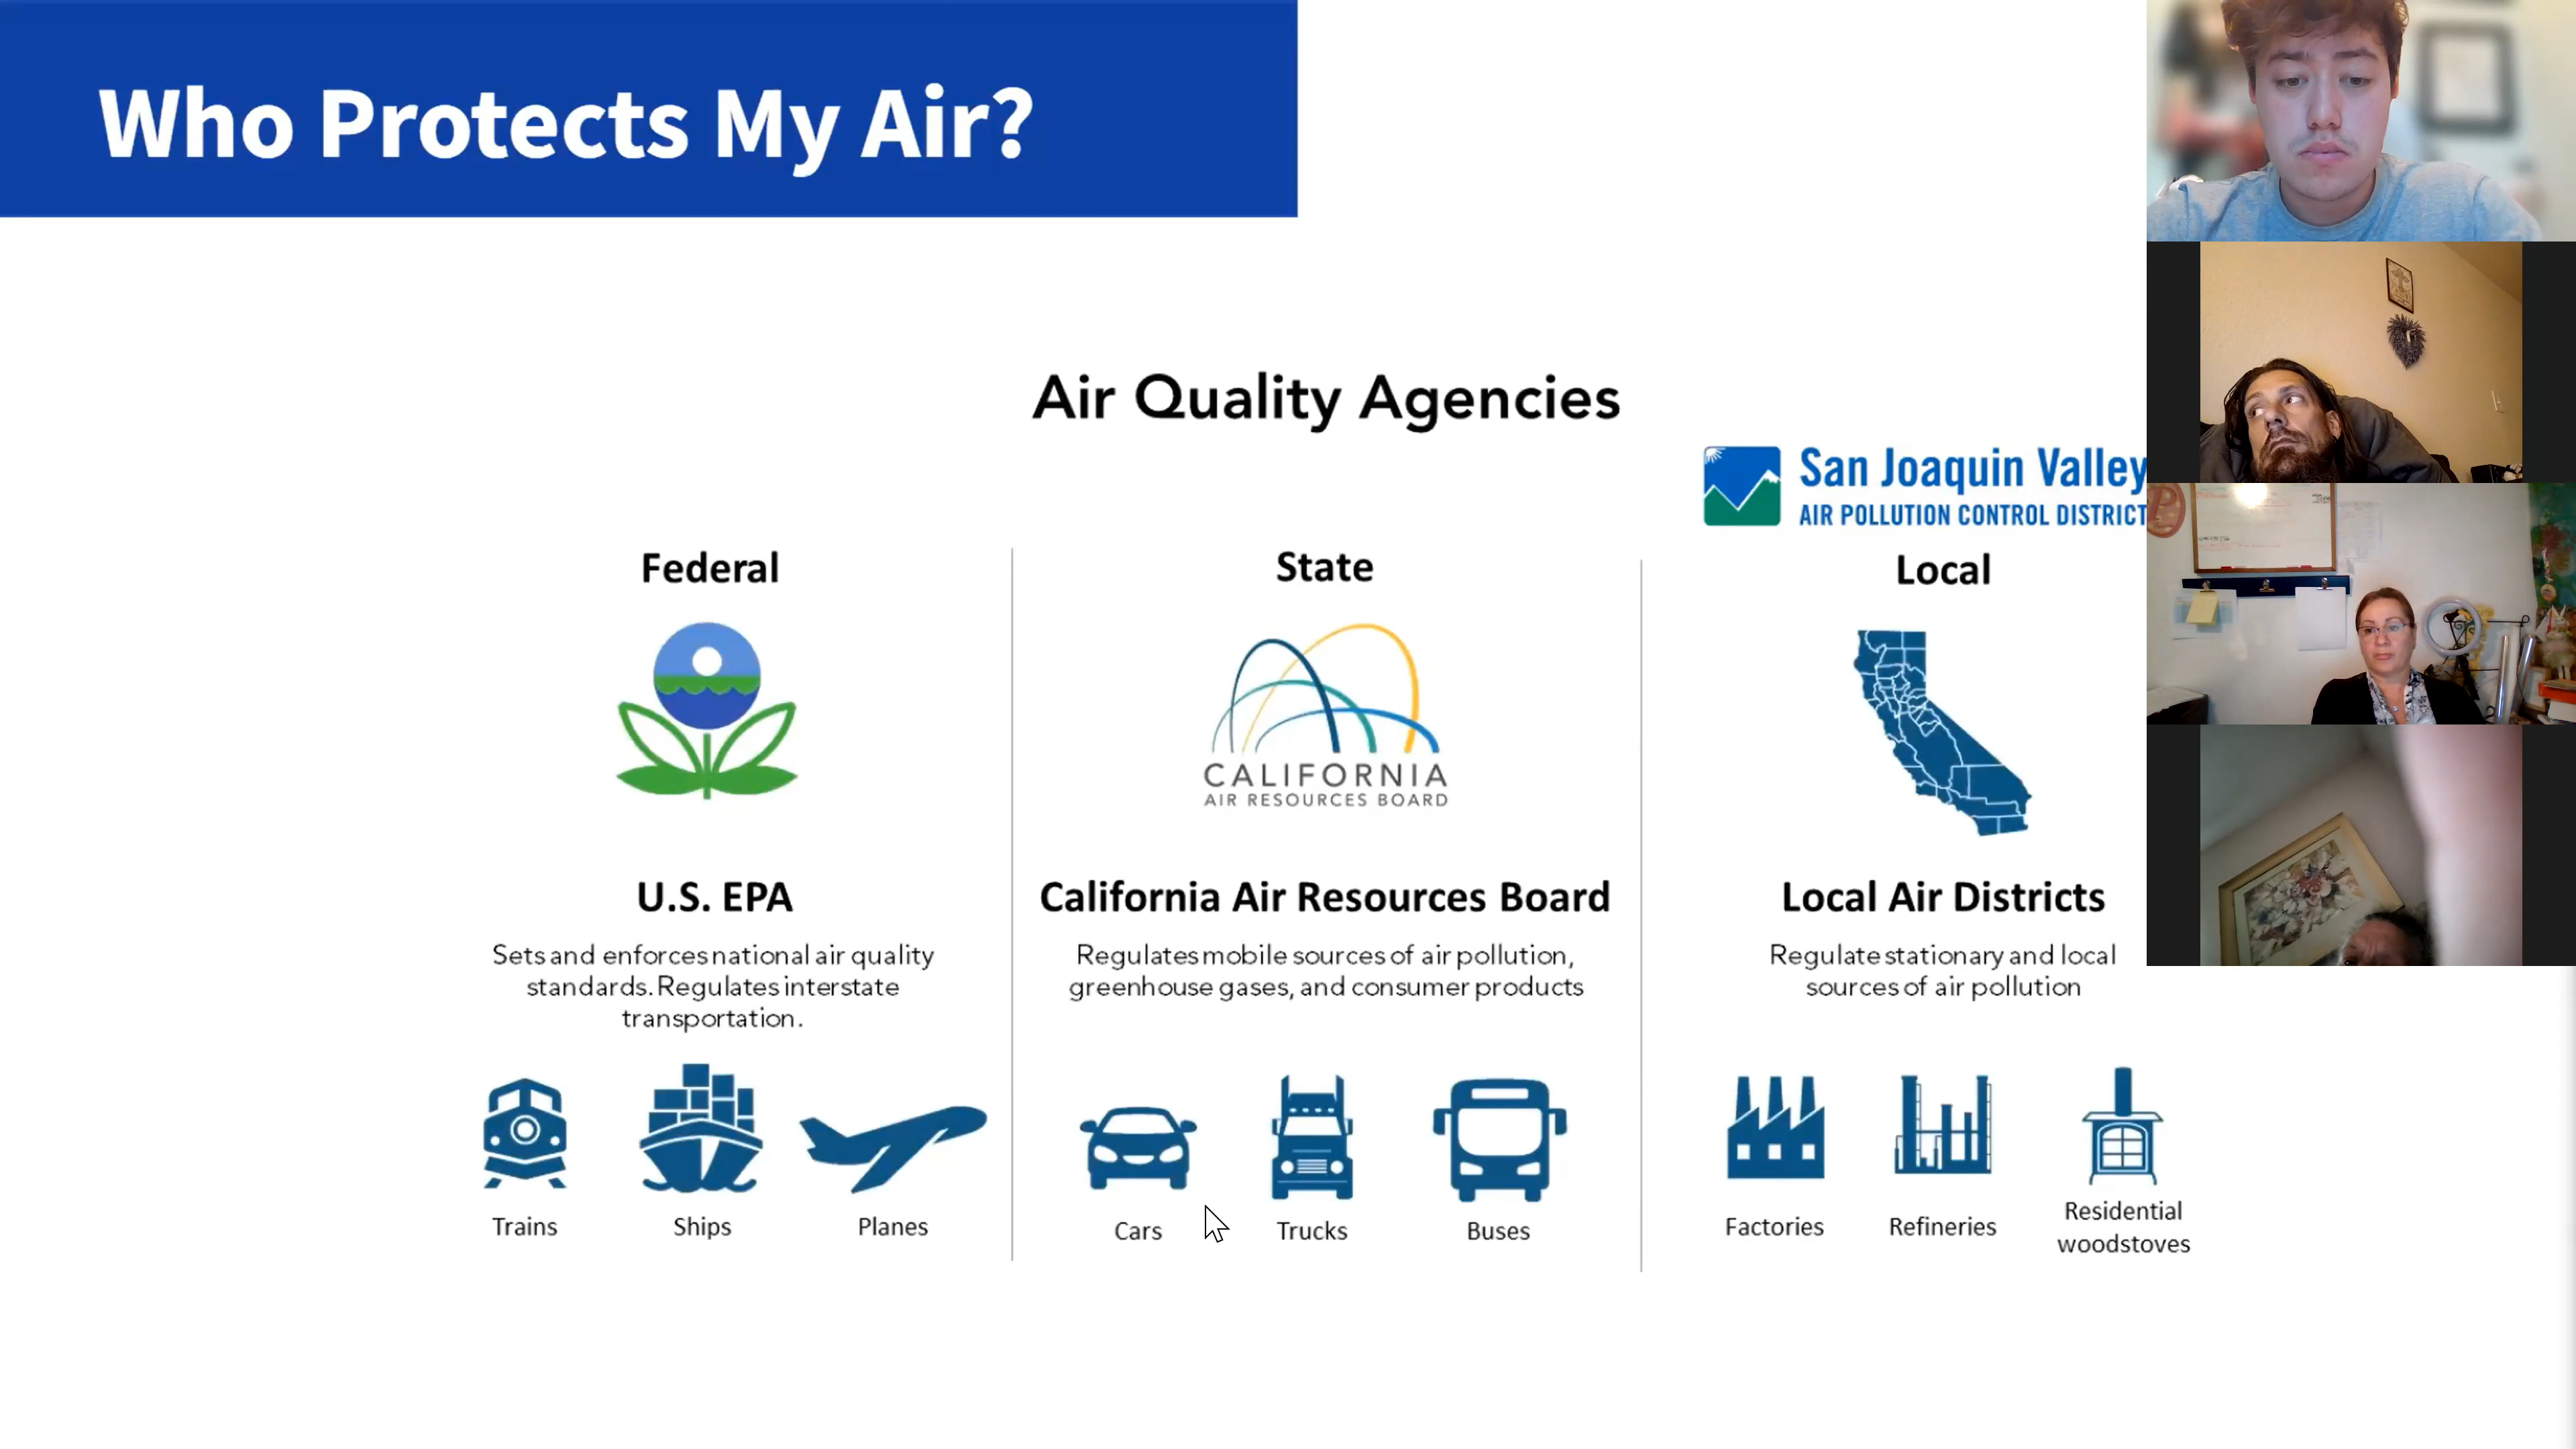 Who Protects My Air?
Air Quality Agencies
San Joaquin Valley
AIR POLLUTION CONTROL DISTRICT
Federal
State
Local
CALIFORNIA
AIR RESOURCES BOARD
U.S. EPA
Sets and enforces national air quality
standards. Regulates interstate
transportation.
California Air Resources Board
Regulates mobile sources of air pollution,
greenhouse gases, and consumer products
Local Air Districts
Regulate stationary and local
sources of air pollution
Trains
Ships
Planes
Cars
Trucks
Buses
Factories
Refineries
Residential
woodstoves